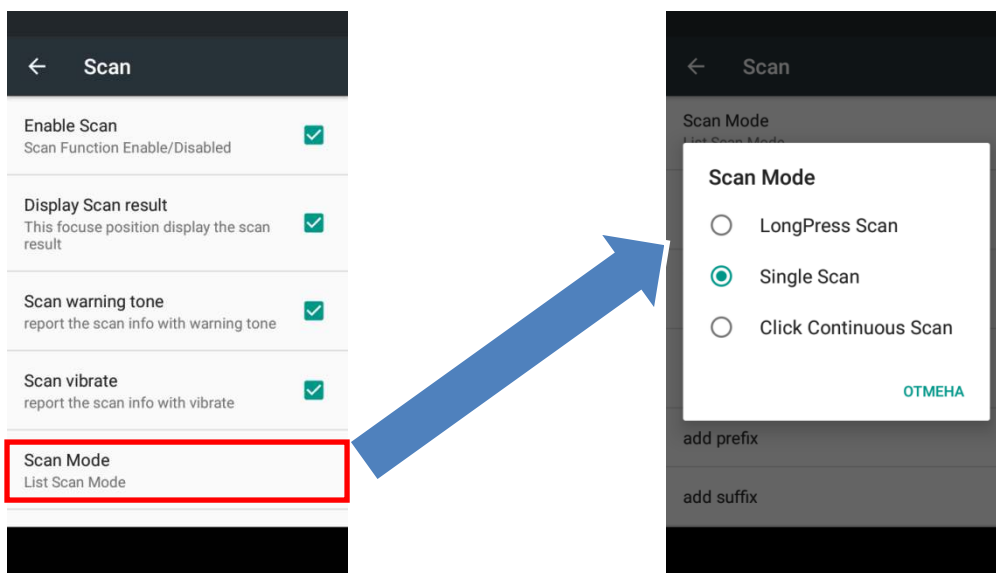 Scan
Enable Scan
Scan Function Enable/Disabled
Display Scan result
This focuse position display the scan
result
Scan warning tone
report the scan info with warning tone
Scan vibrate
report the scan info with vibrate
Scan Mode
List Scan Mode
Scan
Scan Mode
List Scan Mode
Scan Mode
LongPress Scan
Single Scan
Click Continuous Scan
ОТМЕНА
add prefix
add suffix